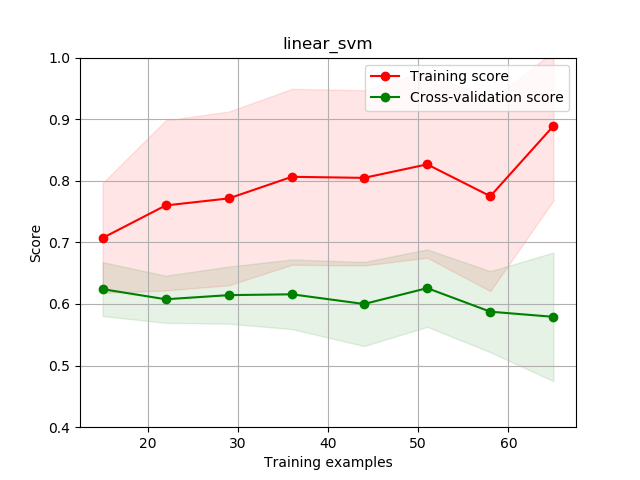 linear_svm
Training score
Cross-validation score
1.0
0.9
0.8
0.7
0.6
0.5
0.4
Score
20 30 40 50 60
Training examples